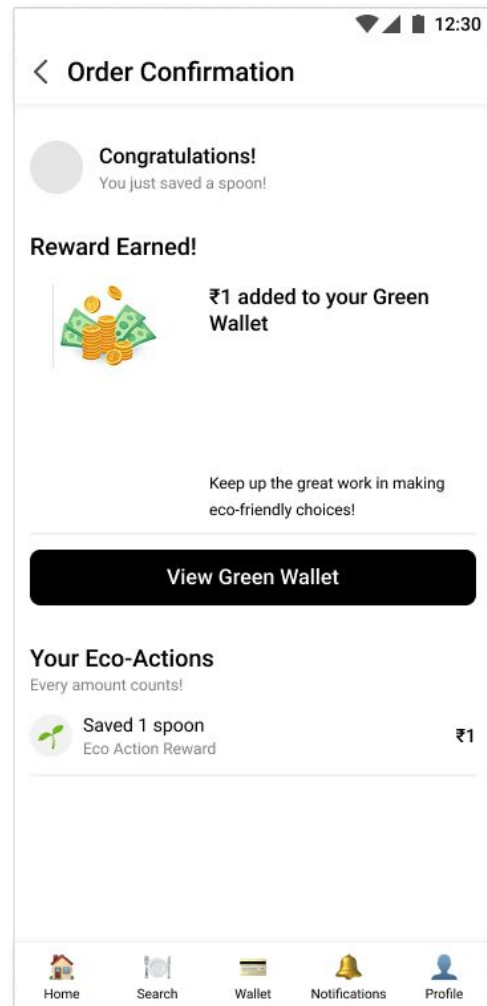 12:30
Order Confirmation
Congratulations!
You just saved a spoon!
Reward Earned!
₹1 added to your Green
Wallet
Keep up the great work in making
eco-friendly choices!
View Green Wallet
Your Eco-Actions
Every amount counts!
Saved 1 spoon
Eco Action Reward
₹1
Home Search Wallet Notifications Profile